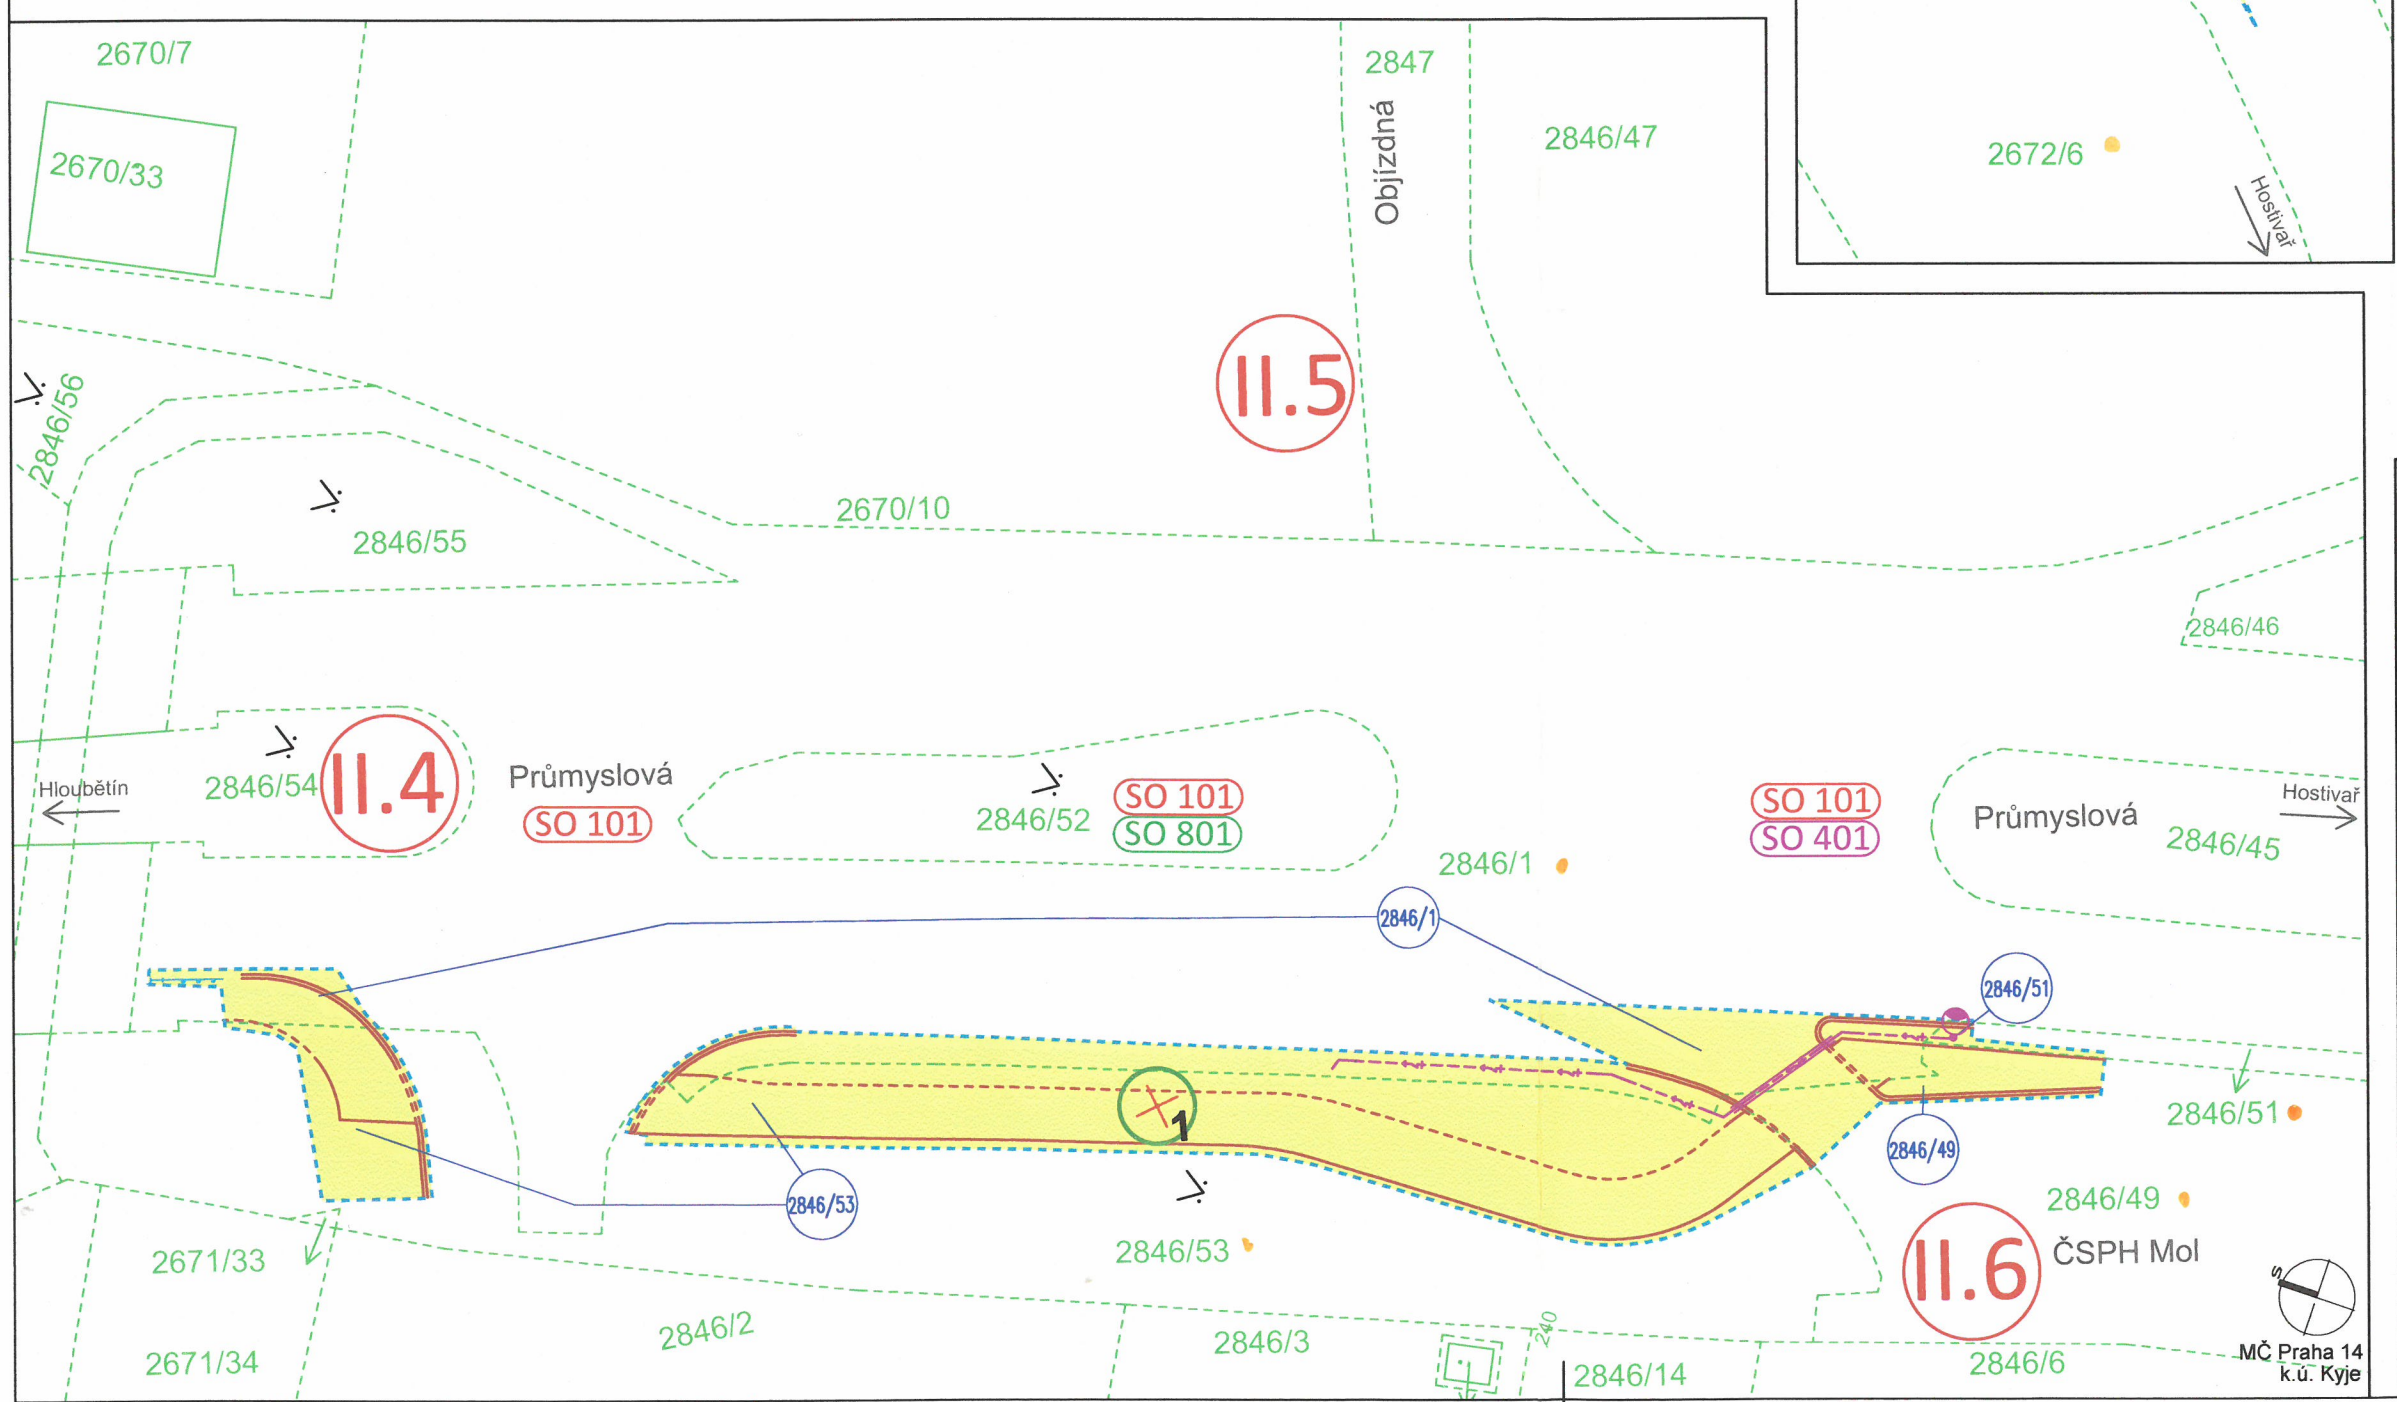 2670/7
2847
2846/47
2670/33
Objízdná
2672/6
Hostivař
II.5
2846/56
2670/10
2846/55
2846/46
II.4
Průmyslová
2846/54
Hloubětín
SO 101
2846/52
SO 101
SO 801
SO 101
SO 401
Průmyslová
Hostivař
2846/45
2846/1
2846/1
2846/51
1
2846/51
2846/49
2846/53
2846/49
2846/53
II.6
ČSPH Mol
2671/33
S
2846/2
2846/3
240
2671/34
2846/14
2846/6
MČ Praha 14
k.ú. Kyje